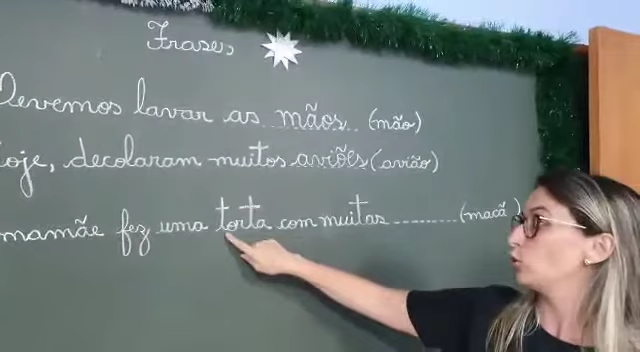 Frases
Devemos lavar as mãos. (mão)
oje, decolaram muitos aviões (avião)
mamãe fez uma torta com muitas .......... (maçã)